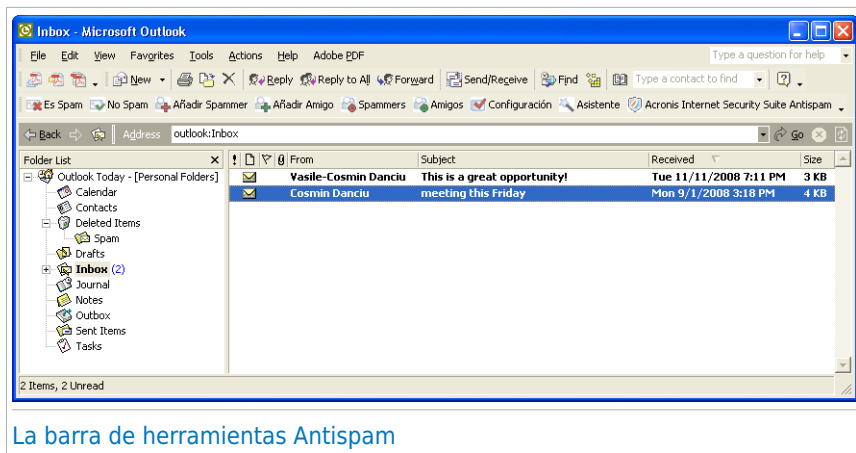 Inbox - Microsoft Outlook
File Edit View Favorites Tools Actions Help Adobe PDF Type a question for help
New Reply Reply to All Forward Send/Receive Find Type a contact to find
Es Spam No Spam Añadir Spammer Añadir Amigo Spammers Amigos Configuración Asistente Acronis Internet Security Suite Antispam
Back Address outlook:Inbox Go
Folder List From Subject Received Size
Outlook Today - [Personal Folders] Vasile-Cosmin Danciu This is a great opportunity! Tue 11/11/2008 7:11 PM 3 KB
Calendar Cosmin Danciu meeting this Friday Mon 9/1/2008 3:18 PM 4 KB
Contacts
Deleted Items
Spam
Drafts
Inbox (2)
Journal
Notes
Outbox
Sent Items
Tasks
2 Items, 2 Unread
La barra de herramientas Antispam